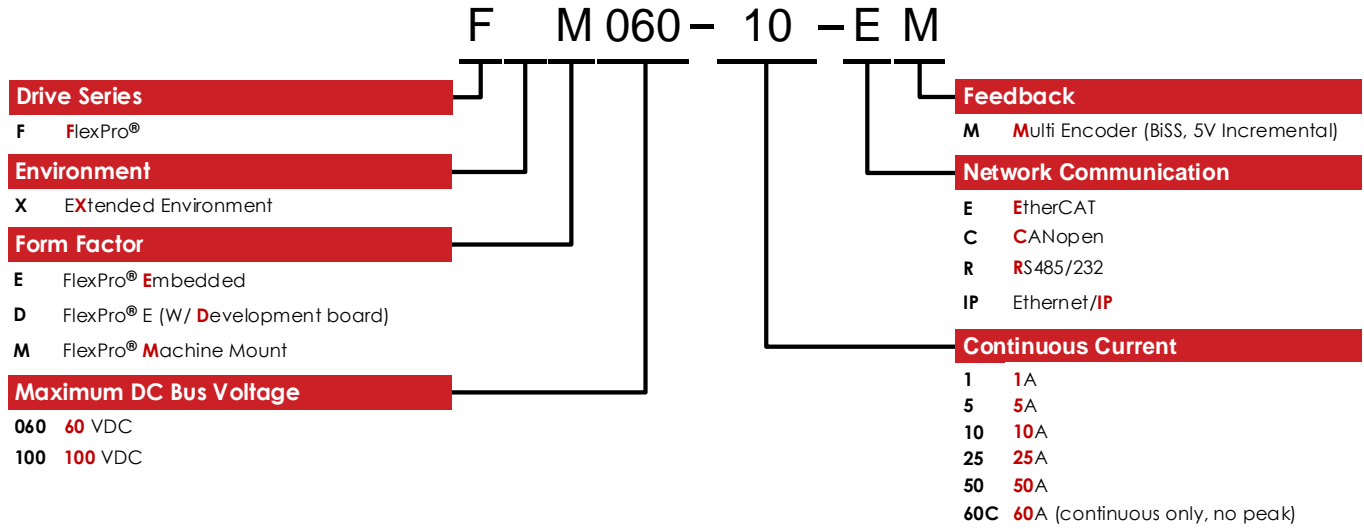 F M 060 – 10 – E M
Drive Series
F FlexPro®
Environment
X EXtended Environment
Form Factor
E FlexPro® Embedded
D FlexPro® E (W/ Development board)
M FlexPro® Machine Mount
Maximum DC Bus Voltage
060 60 VDC
100 100 VDC
Feedback
M Multi Encoder (BiSS, 5V Incremental)
Network Communication
E EtherCAT
C CANopen
R RS485/232
IP Ethernet/IP
Continuous Current
1 1A
5 5A
10 10A
25 25A
50 50A
60C 60A (continuous only, no peak)